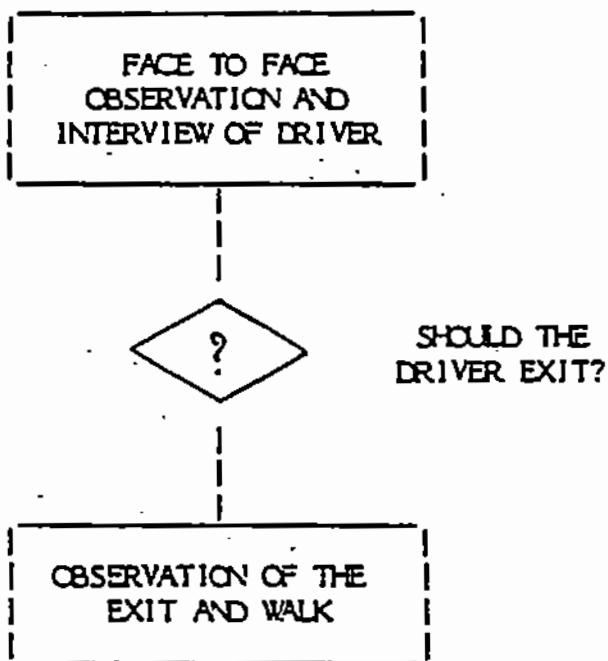 FACE TO FACE
OBSERVATION AND
INTERVIEW OF DRIVER
?
SHOULD THE
DRIVER EXIT?
OBSERVATION OF THE
EXIT AND WALK